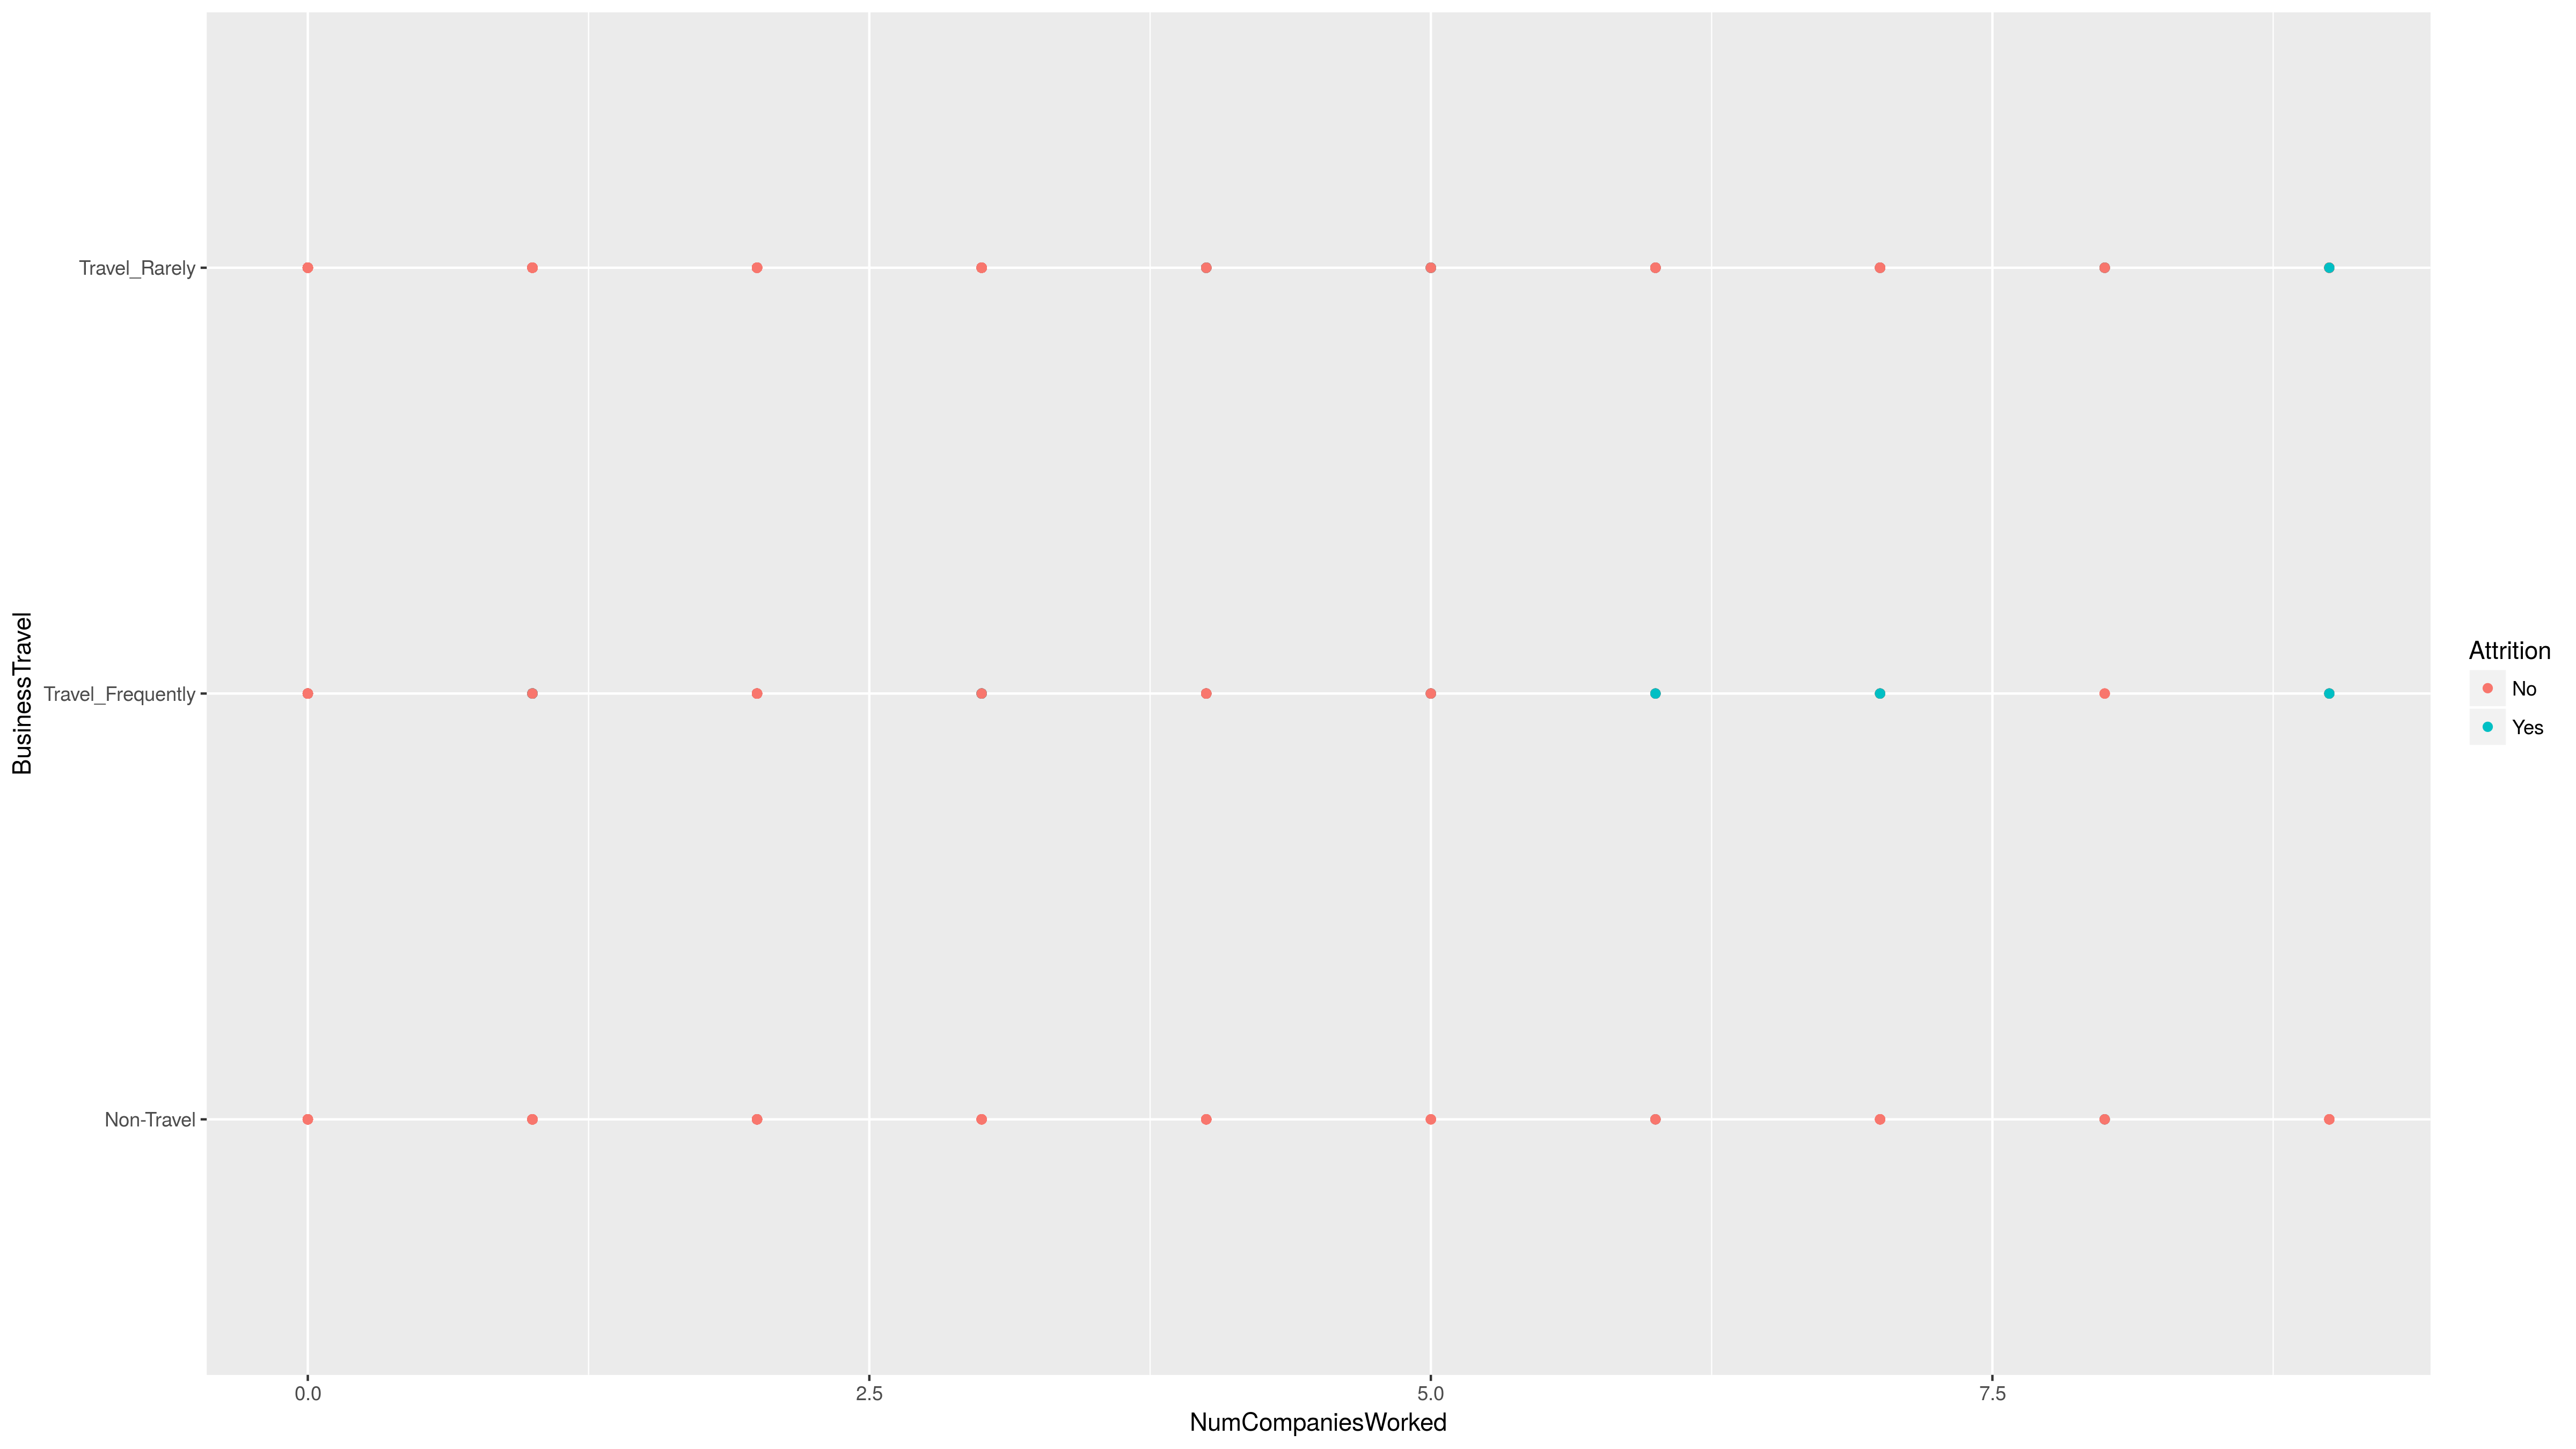 Travel_Rarely
Travel_Frequently
Non-Travel
BusinessTravel
0.0 2.5 5.0 7.5
NumCompaniesWorked
Attrition
No
Yes